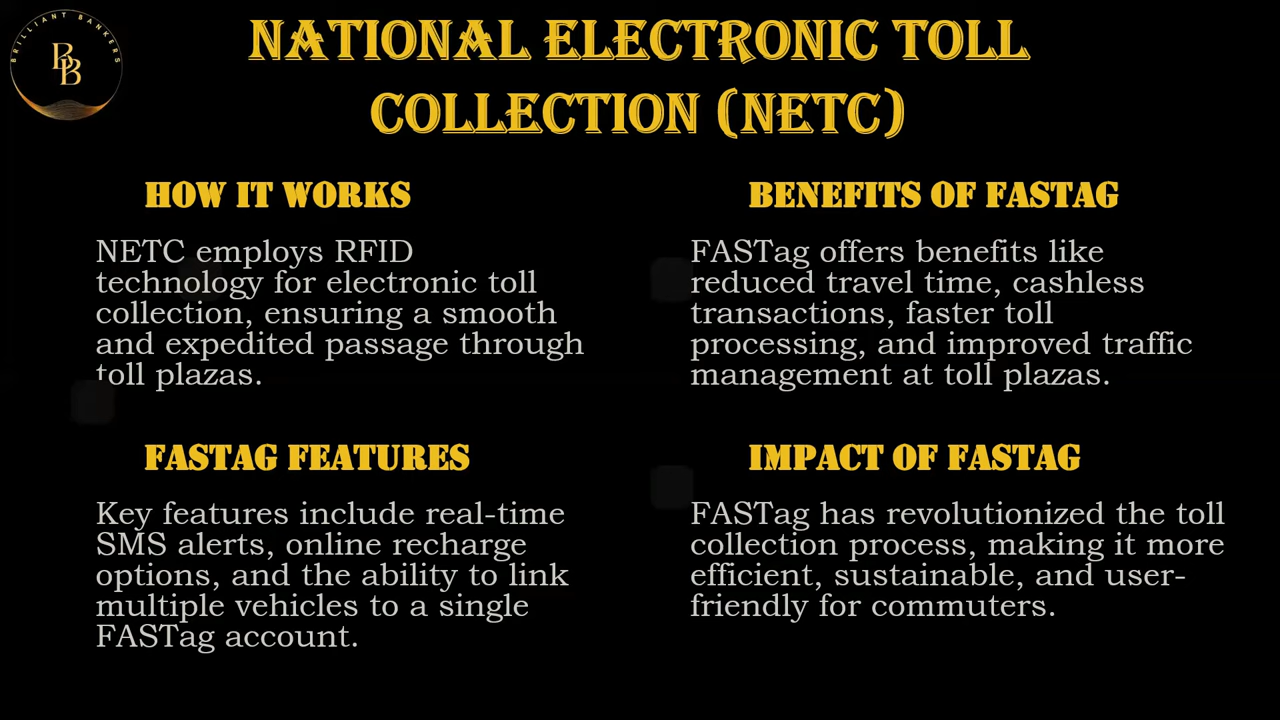 BRILLIANT BANKERS
BB
NATIONAL ELECTRONIC TOLL
COLLECTION (NETC)
HOW IT WORKS
NETC employs RFID
technology for electronic toll
collection, ensuring a smooth
and expedited passage through
toll plazas.
BENEFITS OF FASTAG
FASTag offers benefits like
reduced travel time, cashless
transactions, faster toll
processing, and improved traffic
management at toll plazas.
FASTAG FEATURES
Key features include real-time
SMS alerts, online recharge
options, and the ability to link
multiple vehicles to a single
FASTag account.
IMPACT OF FASTAG
FASTag has revolutionized the toll
collection process, making it more
efficient, sustainable, and user-
friendly for commuters.